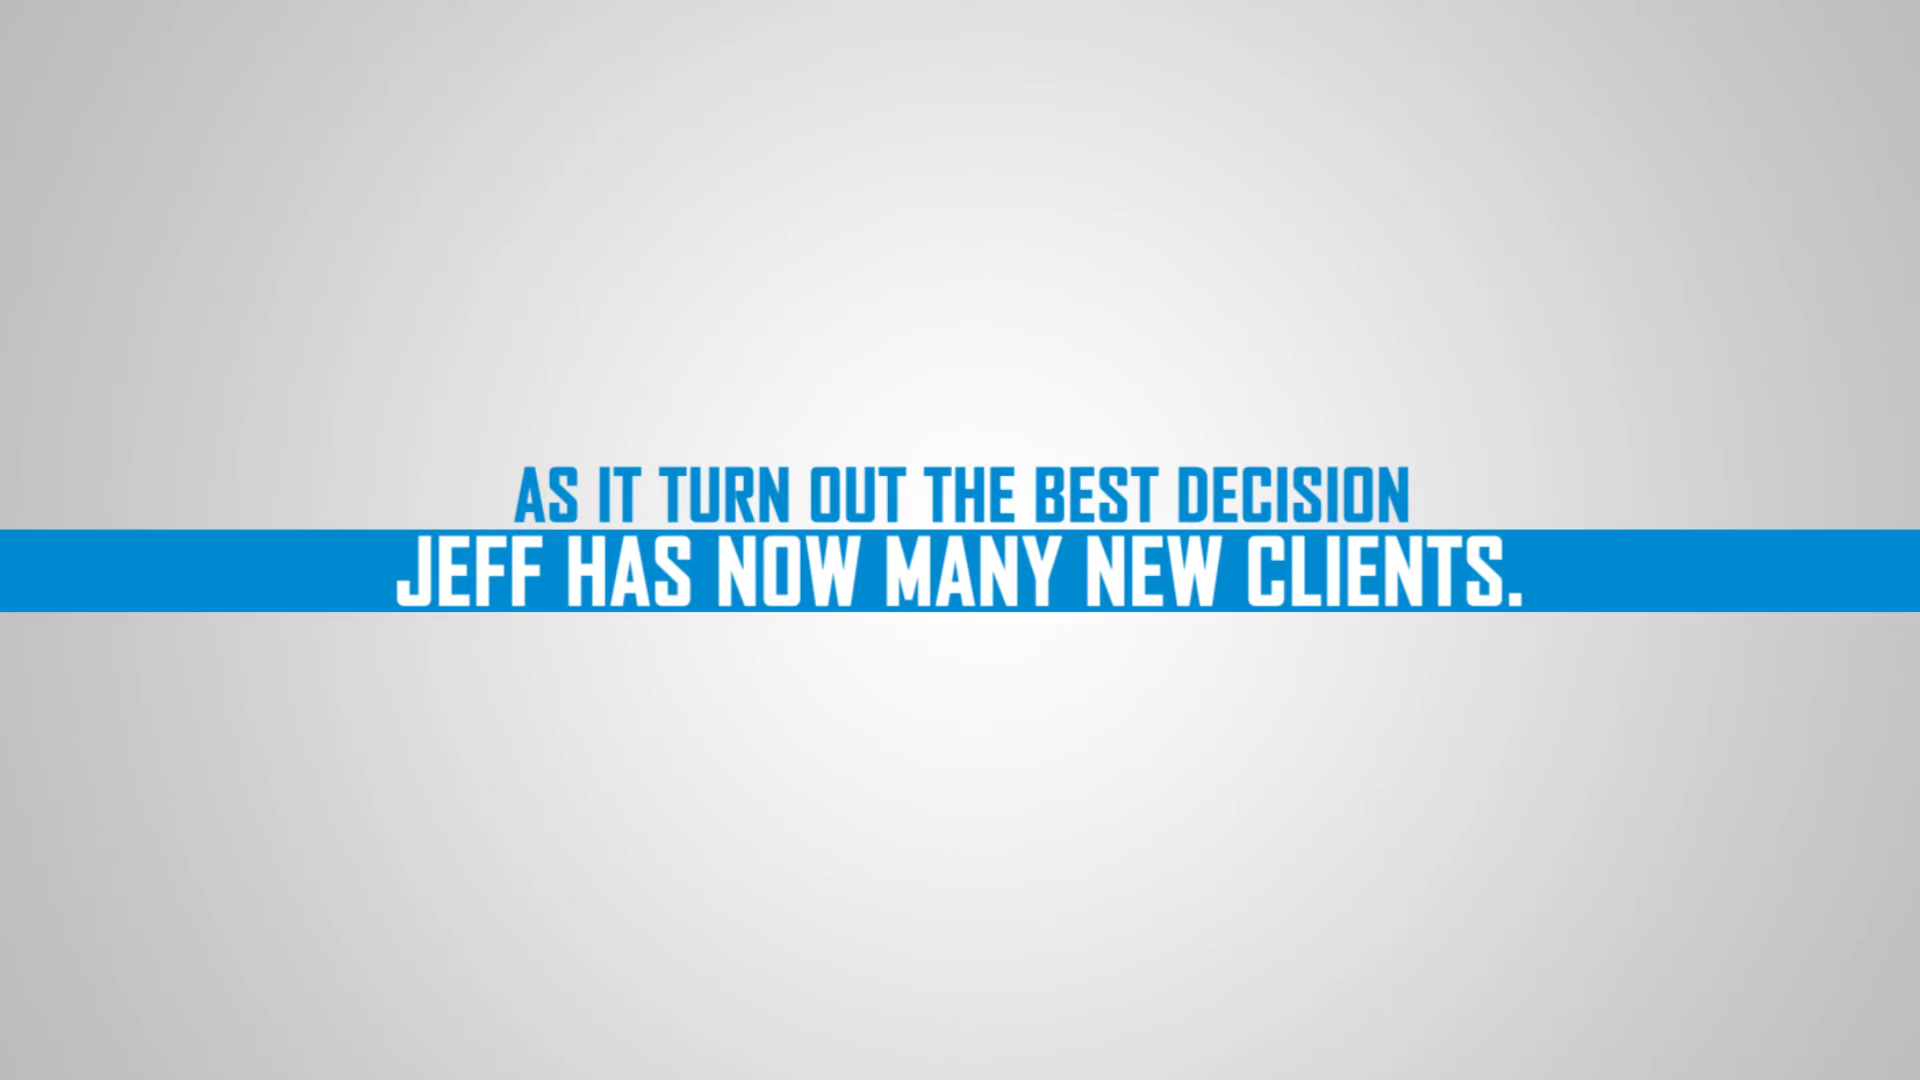 AS IT TURN OUT THE BEST DECISION
JEFF HAS NOW MANY NEW CLIENTS.